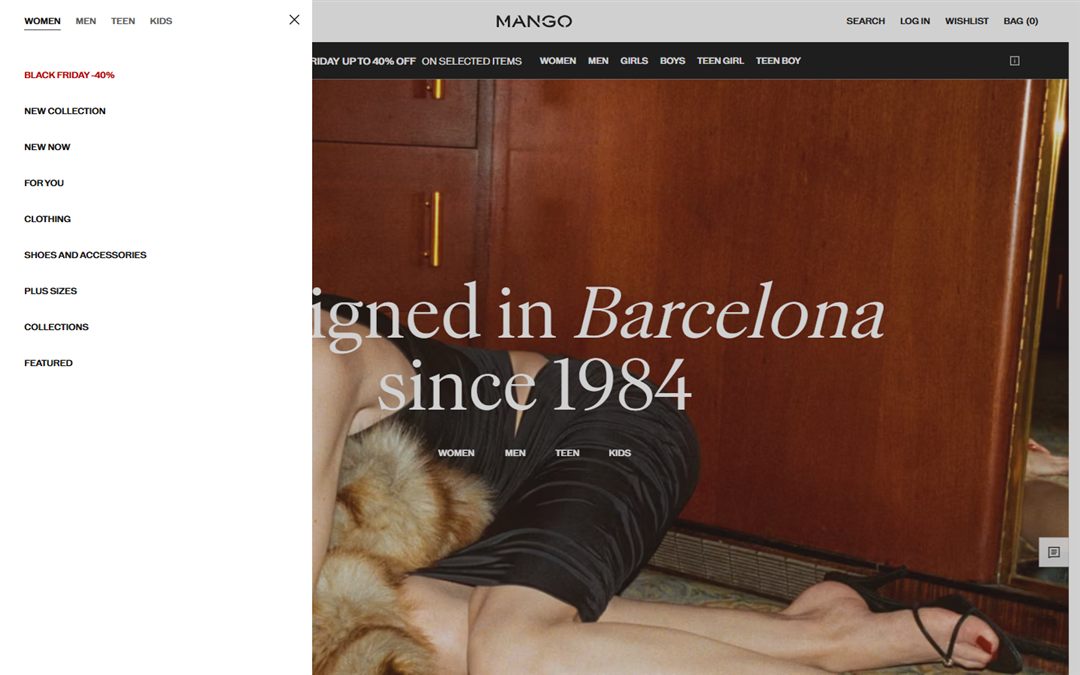 WOMEN MEN TEEN KIDS
MANGO
SEARCH LOG IN WISHLIST BAG (0)
UP TO 40% OFF ON SELECTED ITEMS WOMEN MEN GIRLS BOYS TEEN GIRL TEEN BOY
BLACK FRIDAY -40%
NEW COLLECTION
NEW NOW
FOR YOU
CLOTHING
SHOES AND ACCESSORIES
PLUS SIZES
COLLECTIONS
FEATURED
in Barcelona
since 1984
WOMEN MEN TEEN KIDS